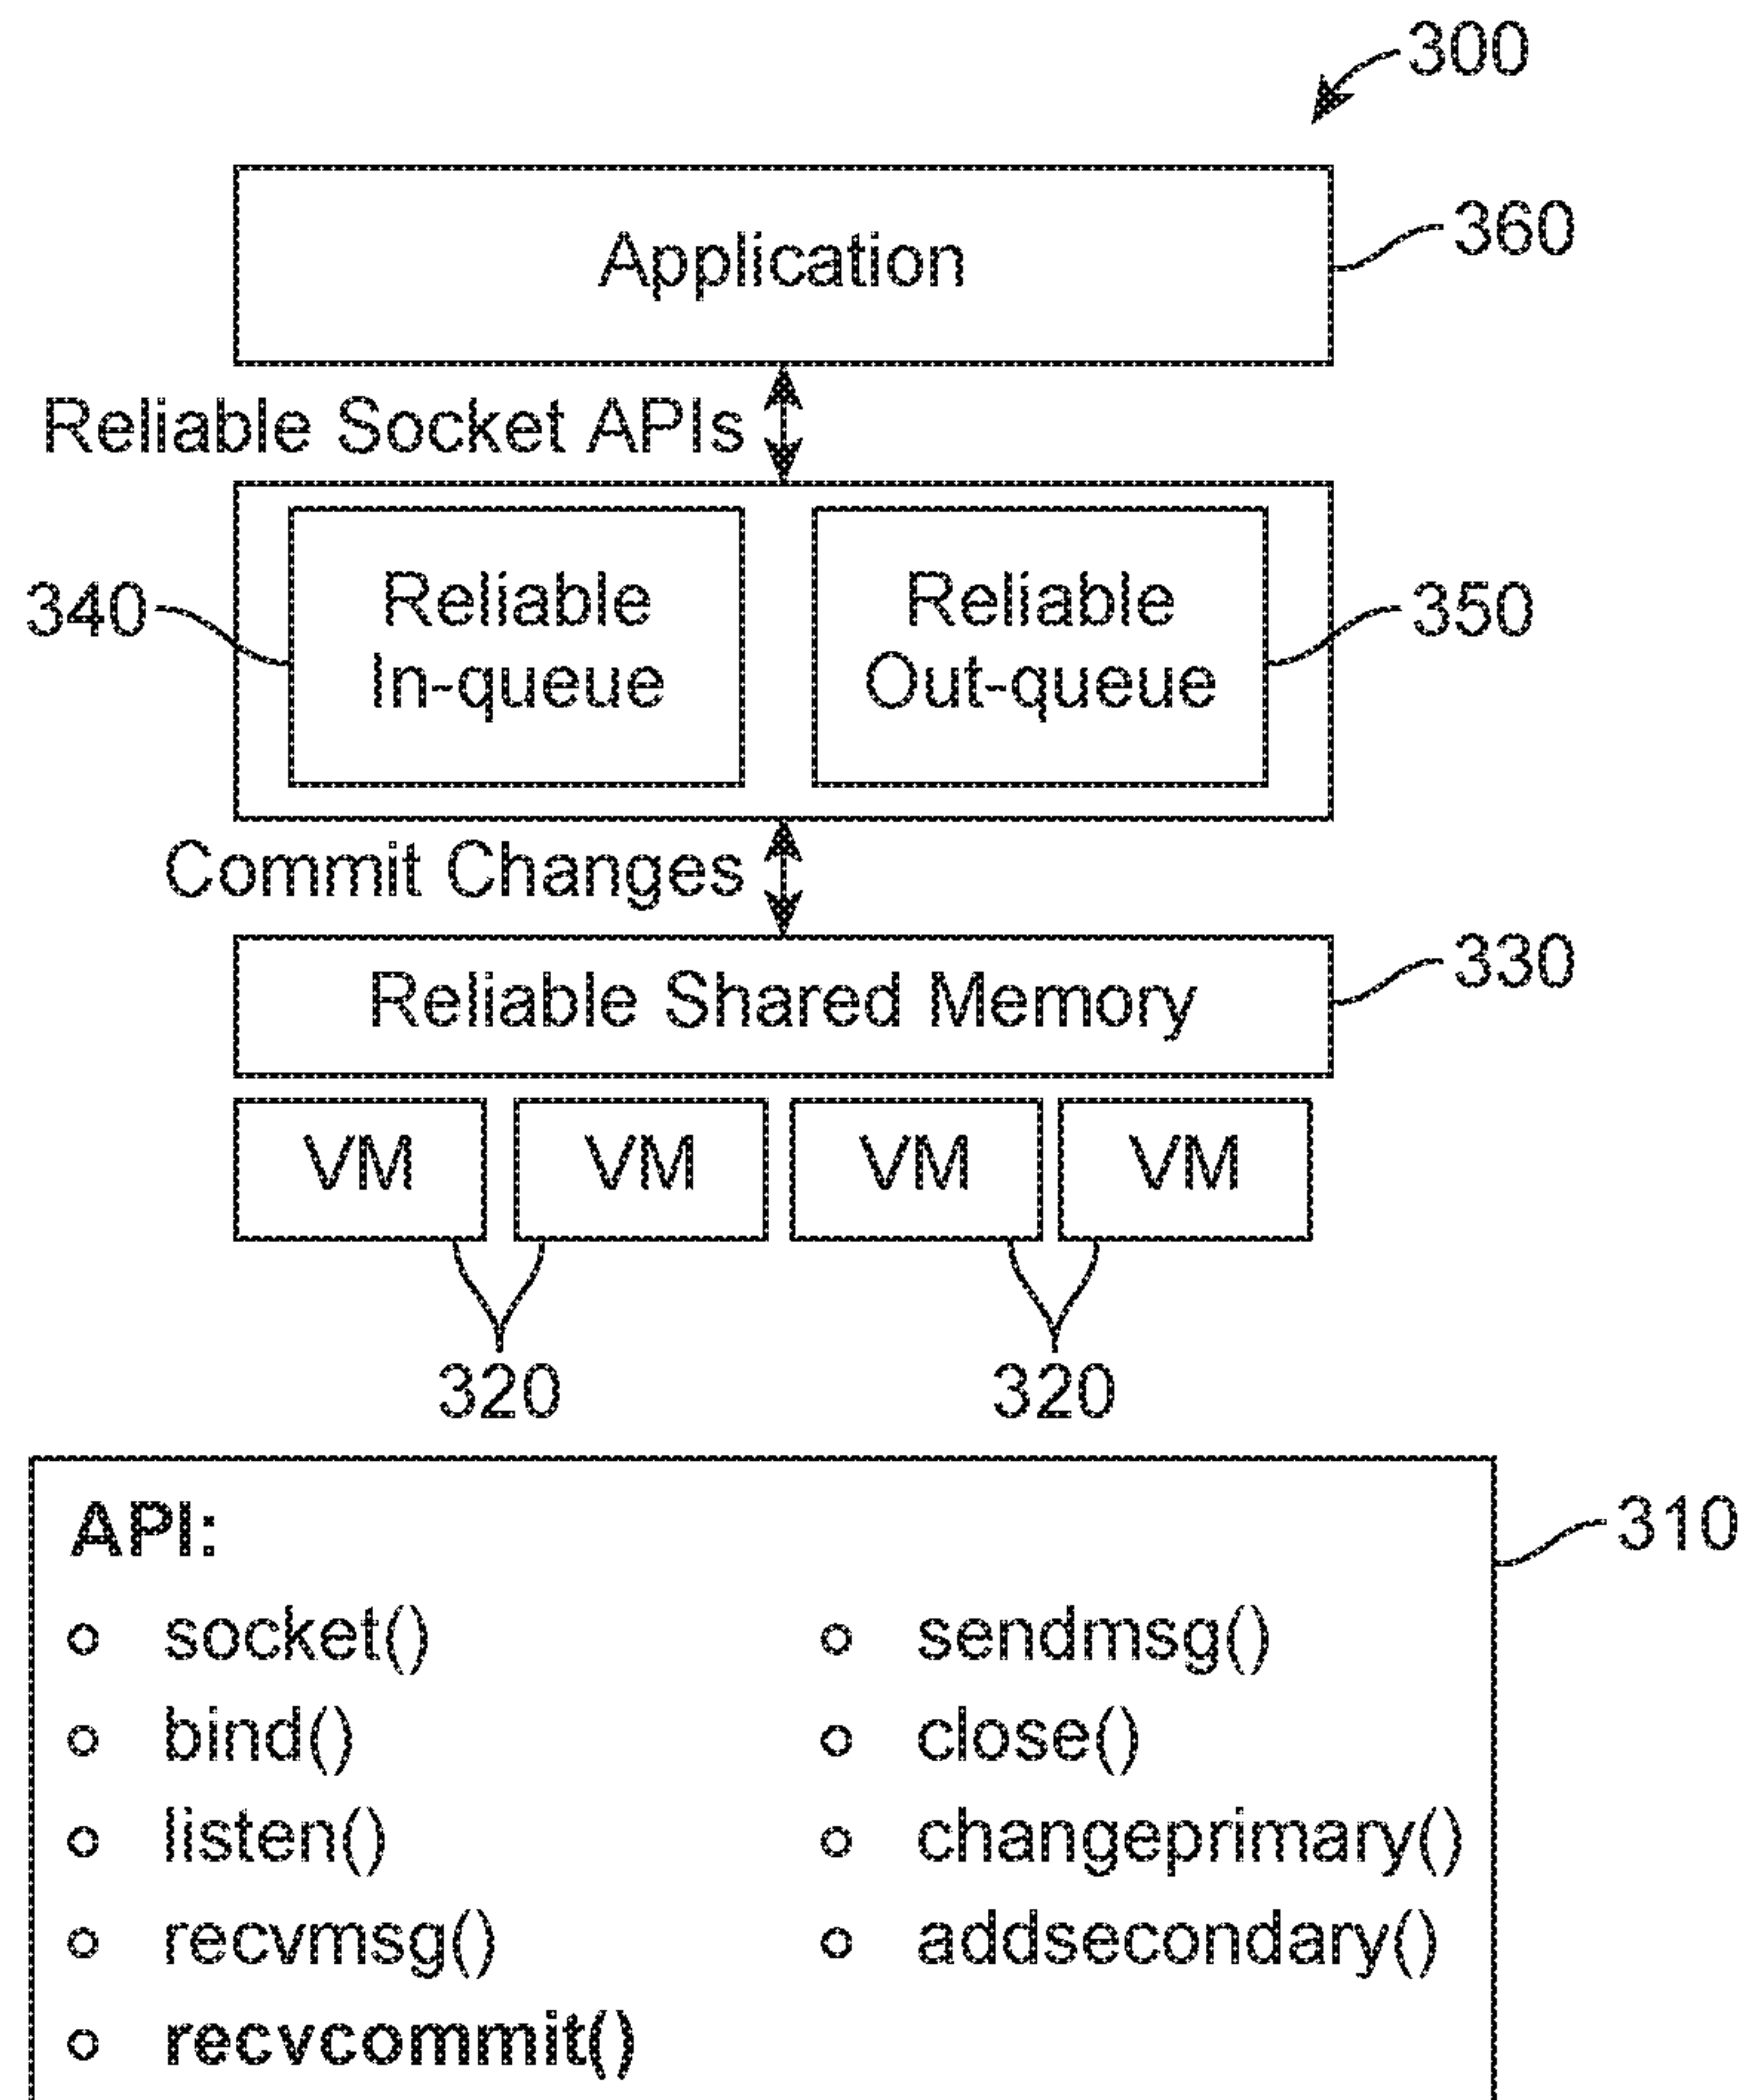 300
Application
360
Reliable Socket APIs
340
Reliable
In-queue
Reliable
Out-queue
350
Commit Changes
Reliable Shared Memory
330
VM VM VM VM
320 320
API:
310
○ socket()
○ bind()
○ listen()
○ recvmsg()
○ recvcommit()
○ sendmsg()
○ close()
○ changeprimary()
○ addsecondary()